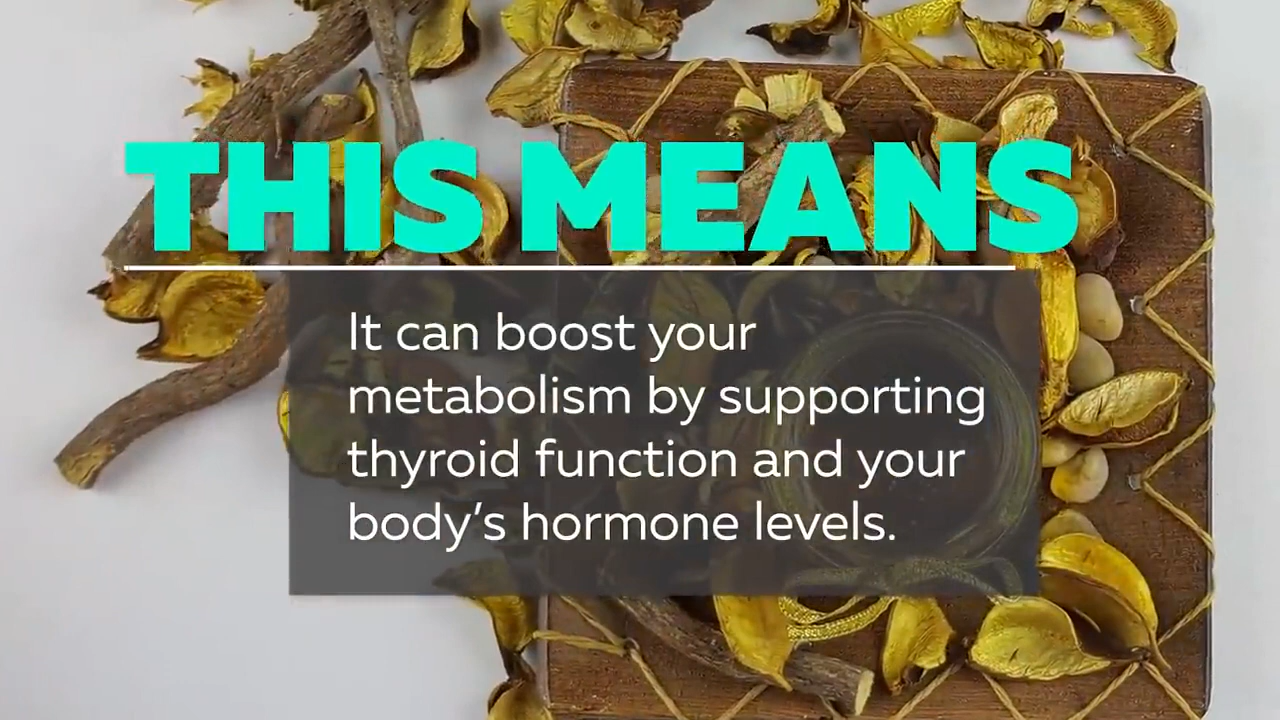 THIS MEANS
It can boost your
metabolism by supporting
thyroid function and your
body's hormone levels.